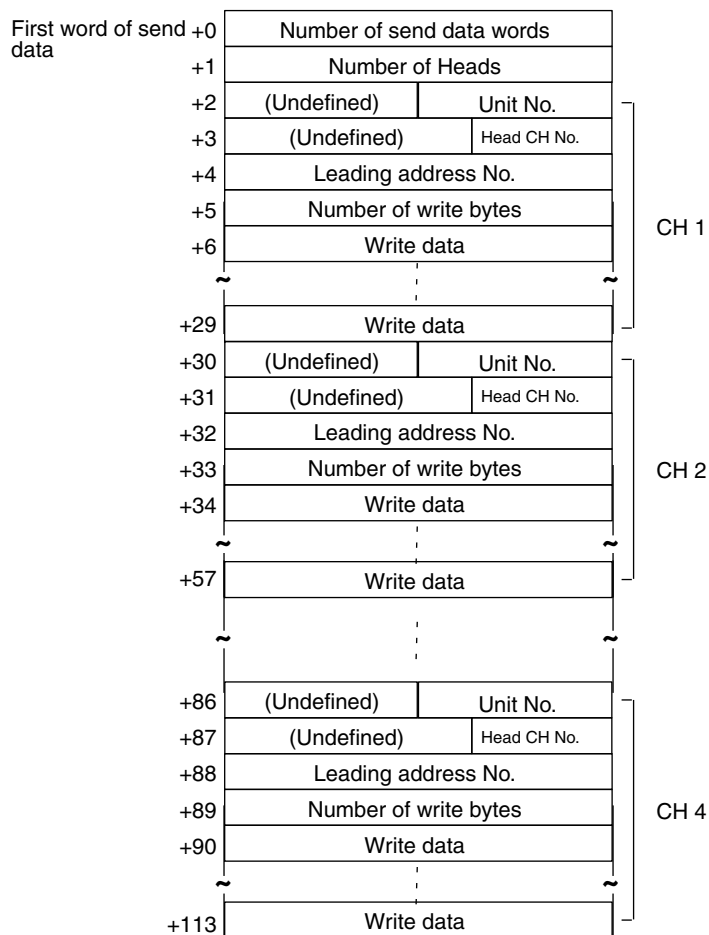 First word of send data
+0 Number of send data words
+1 Number of Heads
+2 (Undefined) Unit No.
+3 (Undefined) Head CH No.
+4 Leading address No.
+5 Number of write bytes
+6 Write data
CH 1
~ ~
+29 Write data
+30 (Undefined) Unit No.
+31 (Undefined) Head CH No.
+32 Leading address No.
+33 Number of write bytes
+34 Write data
CH 2
~ ~
+57 Write data
~ ~
+86 (Undefined) Unit No.
+87 (Undefined) Head CH No.
+88 Leading address No.
+89 Number of write bytes
+90 Write data
CH 4
~ ~
+113 Write data